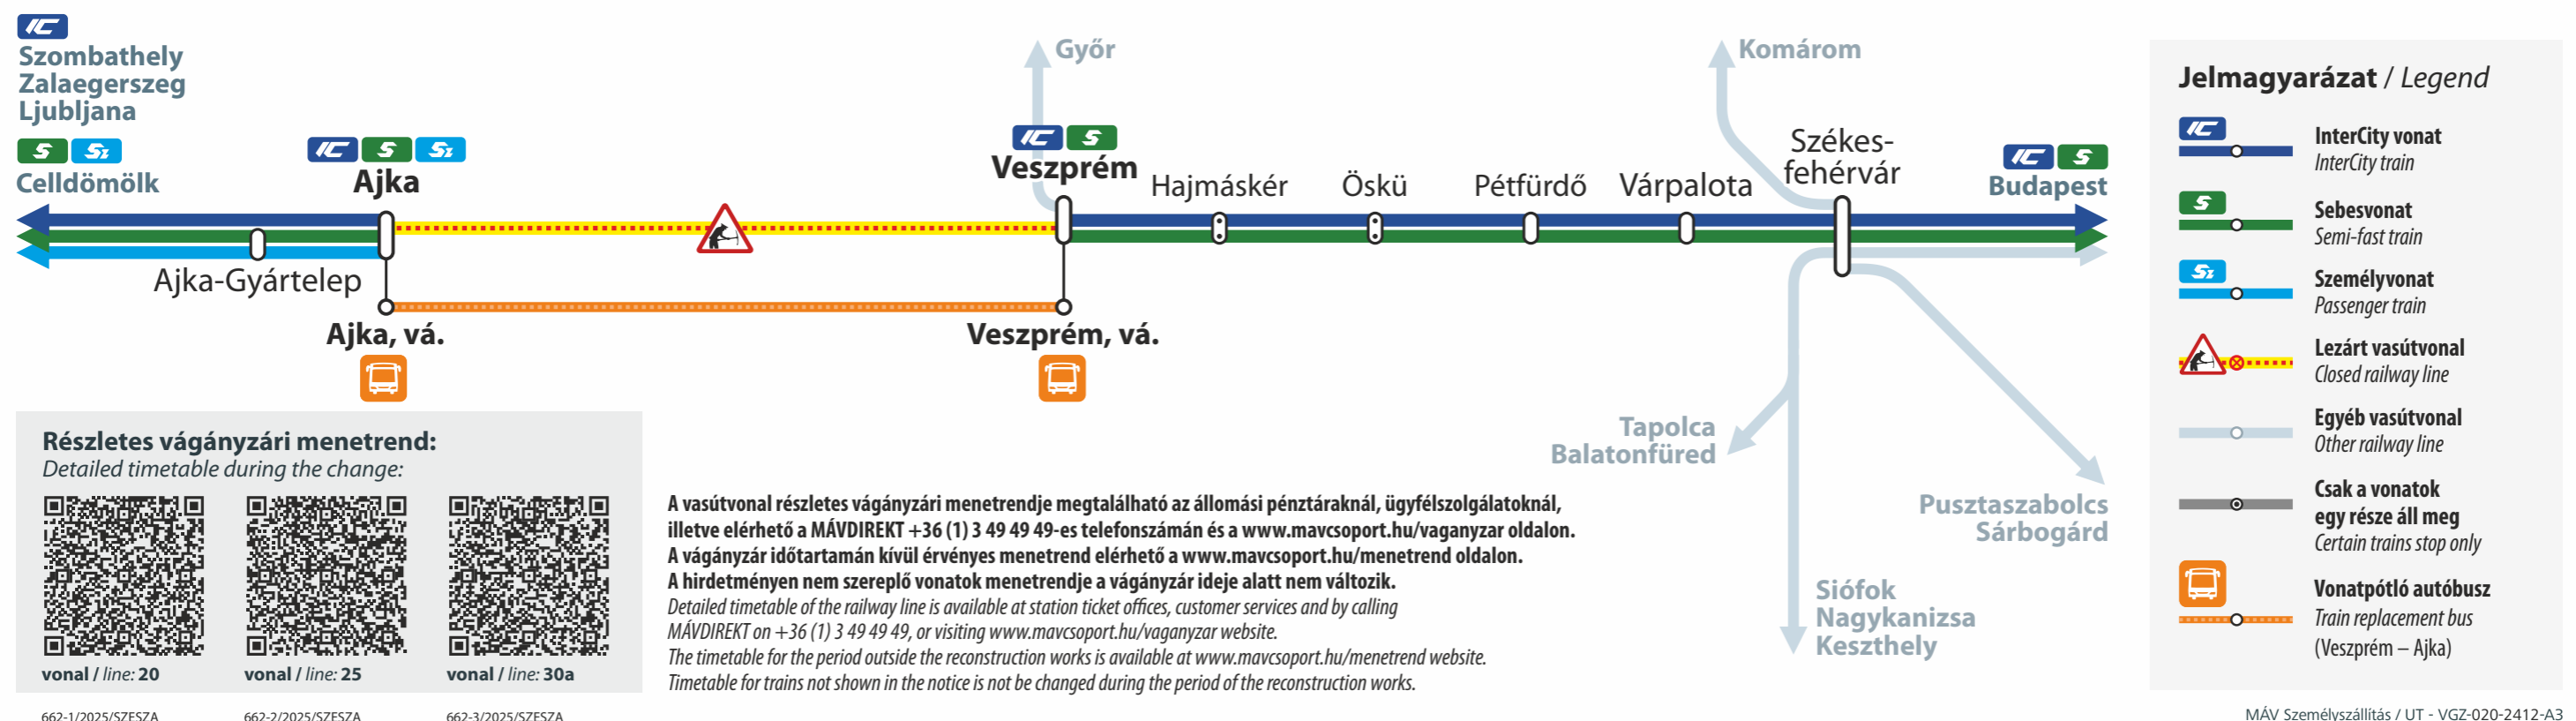 IC
Szombathely
Zalaegerszeg
Ljubljana
S Sz
Celldömölk
IC S Sz
Ajka
Ajka-Gyártelep
Ajka, vá.
Győr
IC S
Veszprém
Veszprém, vá.
Hajmáskér
Öskü
Pétfürdő
Várpalota
Komárom
Székes-
fehérvár
IC S
Budapest
Tapolca
Balatonfüred
Pusztaszabolcs
Sárbogárd
Siófok
Nagykanizsa
Keszthely
Részletes vágányzári menetrend:
Detailed timetable during the change:
vonal / line: 20
vonal / line: 25
vonal / line: 30a
662-1/2025/SZESZA
662-2/2025/SZESZA
662-3/2025/SZESZA
A vasútvonal részletes vágányzári menetrendje megtalálható az állomási pénztáraknál, ügyfélszolgálatoknál,
illetve elérhető a MÁVDIREKT +36 (1) 3 49 49 49-es telefonszámán és a www.mavcsoport.hu/vaganyzar oldalon.
A vágányzár időtartamán kívül érvényes menetrend elérhető a www.mavcsoport.hu/menetrend oldalon.
A hirdetményen nem szereplő vonatok menetrendje a vágányzár ideje alatt nem változik.
Detailed timetable of the railway line is available at station ticket offices, customer services and by calling
MÁVDIREKT on +36 (1) 3 49 49 49, or visiting www.mavcsoport.hu/vaganyzar website.
The timetable for the period outside the reconstruction works is available at www.mavcsoport.hu/menetrend website.
Timetable for trains not shown in the notice is not be changed during the period of the reconstruction works.
Jelmagyarázat / Legend
IC
InterCity vonat
InterCity train
S
Sebesvonat
Semi-fast train
Sz
Személyvonat
Passenger train
Lezárt vasútvonal
Closed railway line
Egyéb vasútvonal
Other railway line
Csak a vonatok
egy része áll meg
Certain trains stop only
Vonatpótló autóbusz
Train replacement bus
(Veszprém – Ajka)
MÁV Személyszállítás / UT - VGZ-020-2412-A3